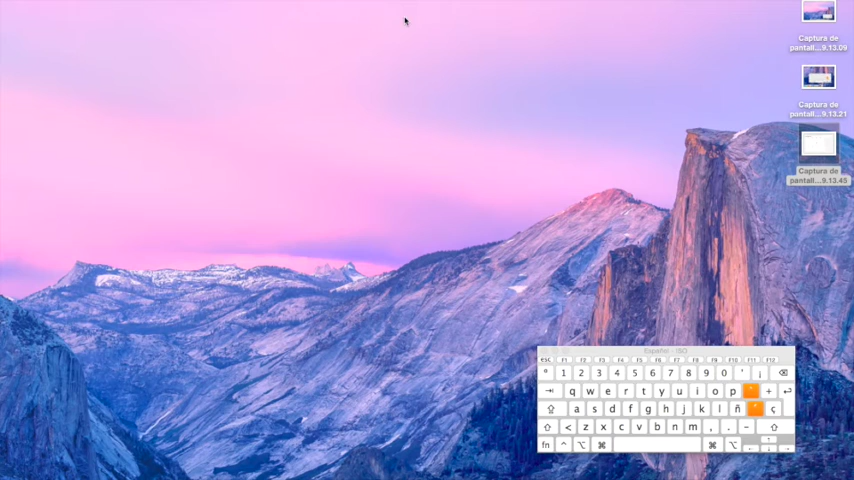 Captura de
pantall...9.13.09
Captura de
pantall...9.13.21
Captura de
pantall...9.13.45
Español - ISO
esc F1 F2 F3 F4 F5 F6 F7 F8 F9 F10 F11 F12
º 1 2 3 4 5 6 7 8 9 0 ' ¡ ⌫
⇥ q w e r t y u i o p ` + ↩
⇪ a s d f g h j k l ñ ´ ç
⇧ < z x c v b n m , . - ⇧
fn ⌃ ⌥ ⌘ ⌘ ⌥